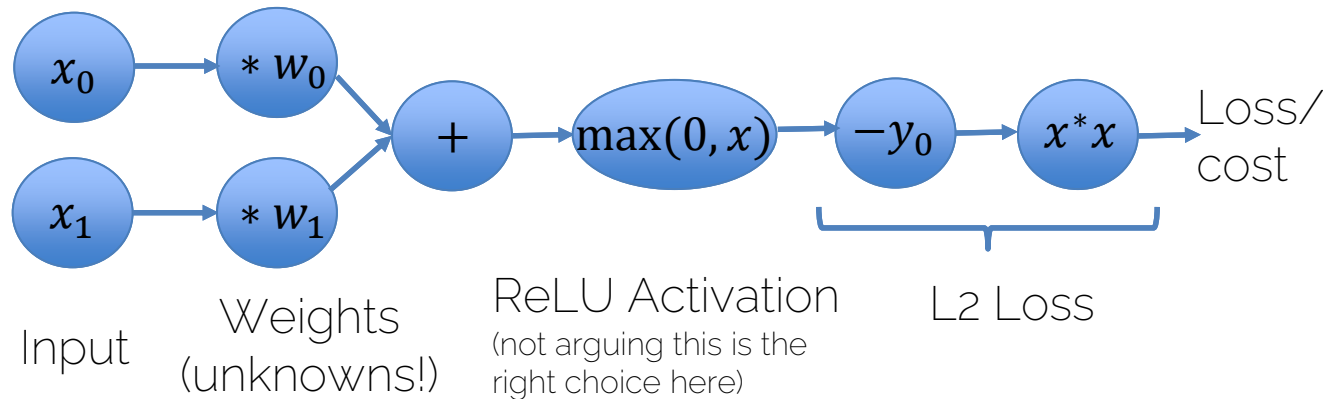 x₀
* w₀
x₁
* w₁
+
max(0, x)
−y₀
x*x
Loss/
cost
Input
Weights
(unknowns!)
ReLU Activation
(not arguing this is the
right choice here)
L2 Loss